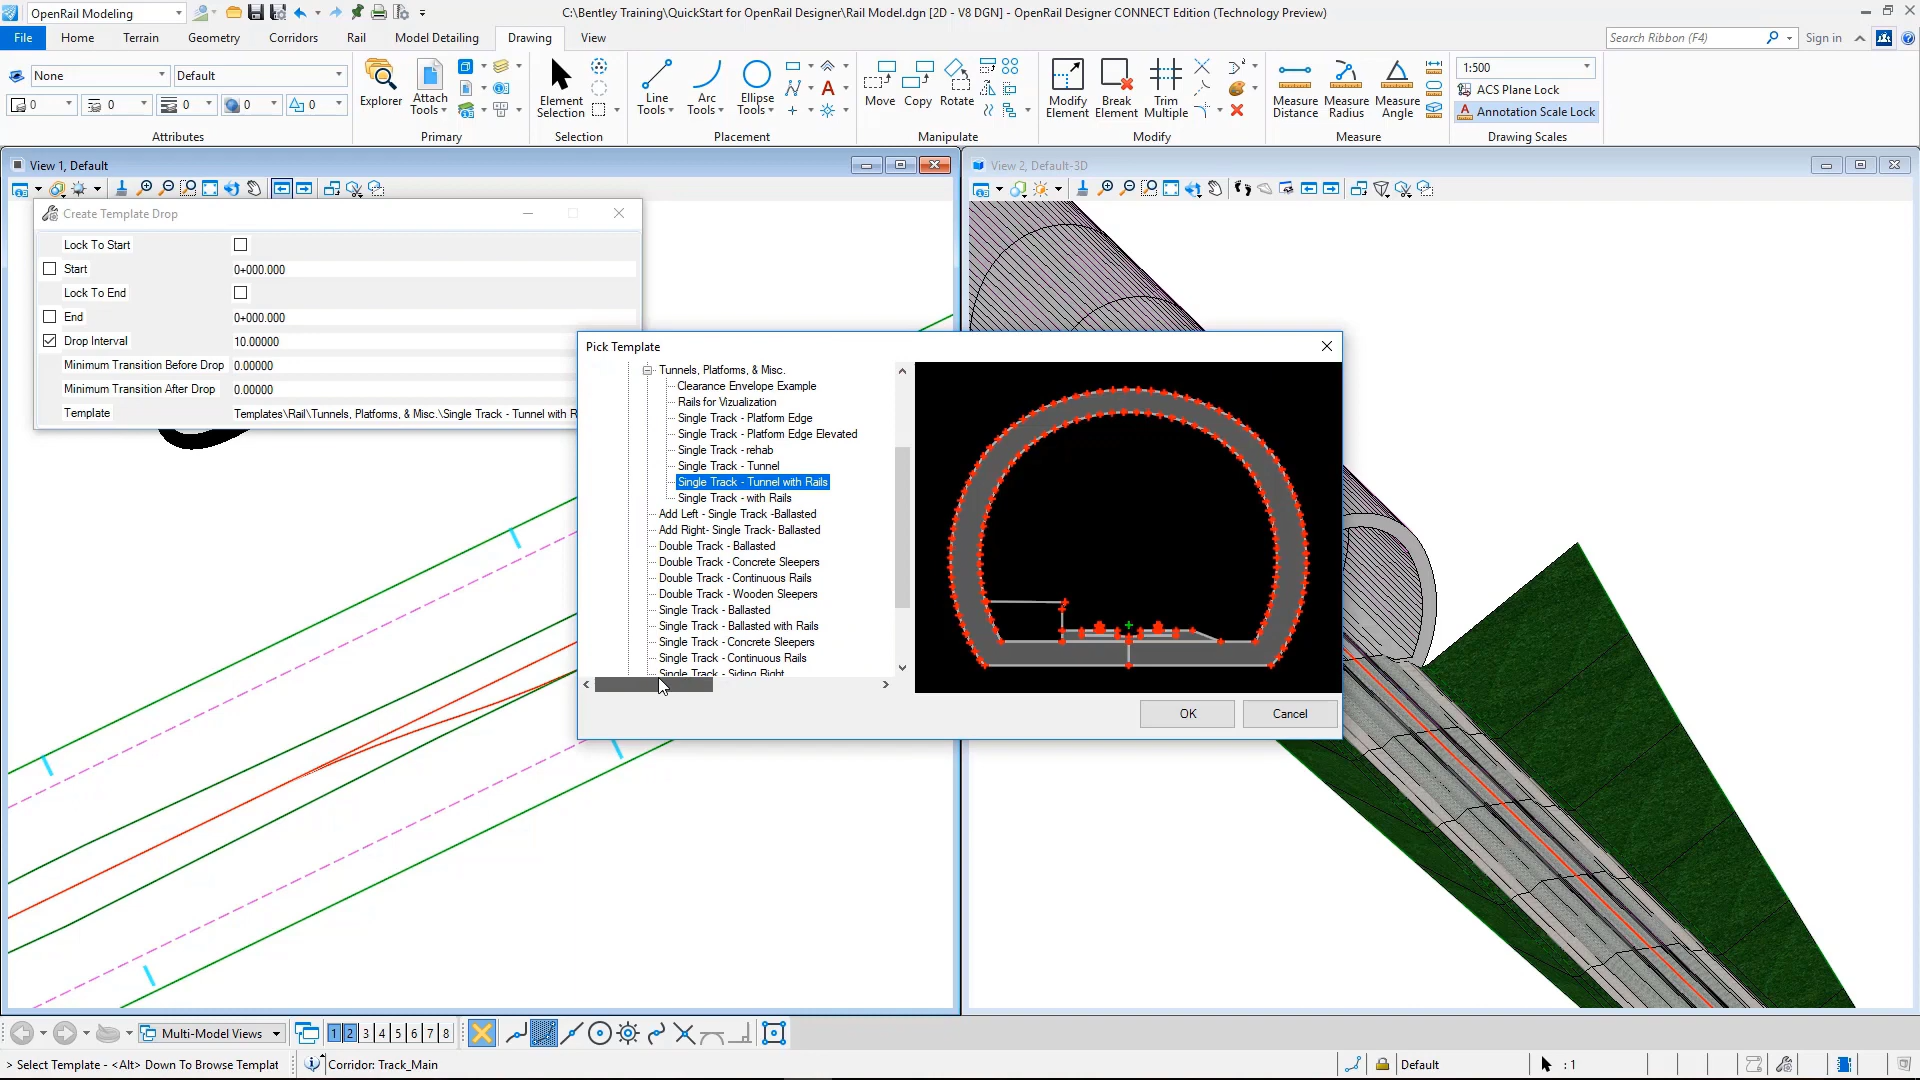 OpenRail Modeling
C:\Bentley Training\QuickStart for OpenRail Designer\Rail Model.dgn [2D - V8 DGN] - OpenRail Designer CONNECT Edition (Technology Preview)
File Home Terrain Geometry Corridors Rail Model Detailing Drawing View
Search Ribbon (F4)
Sign in
None
Default
0 0 0 0 0
Attributes
Explorer
Attach Tools
Primary
Element Selection
Selection
Line Tools
Arc Tools
Ellipse Tools
Placement
Move Copy Rotate
Manipulate
Modify Element
Break Element
Trim Multiple
Modify
Measure Distance
Measure Radius
Measure Angle
Measure
1:500
ACS Plane Lock
Annotation Scale Lock
Drawing Scales
View 1, Default
View 2, Default-3D
Create Template Drop
Lock To Start
Start 0+000.000
Lock To End
End 0+000.000
Drop Interval 10.00000
Minimum Transition Before Drop 0.00000
Minimum Transition After Drop 0.00000
Template Templates\Rail\Tunnels, Platforms, & Misc.\Single Track - Tunnel with R
Pick Template
Tunnels, Platforms, & Misc.
Clearance Envelope Example
Rails for Vizualization
Single Track - Platform Edge
Single Track - Platform Edge Elevated
Single Track - rehab
Single Track - Tunnel
Single Track - Tunnel with Rails
Single Track - with Rails
Add Left - Single Track -Ballasted
Add Right- Single Track- Ballasted
Double Track - Ballasted
Double Track - Concrete Sleepers
Double Track - Continuous Rails
Double Track - Wooden Sleepers
Single Track - Ballasted
Single Track - Ballasted with Rails
Single Track - Concrete Sleepers
Single Track - Continuous Rails
Single Track - Siding Right
OK
Cancel
Multi-Model Views
1 2 3 4 5 6 7 8
> Select Template - <Alt> Down To Browse Templat
Corridor: Track_Main
Default
: 1